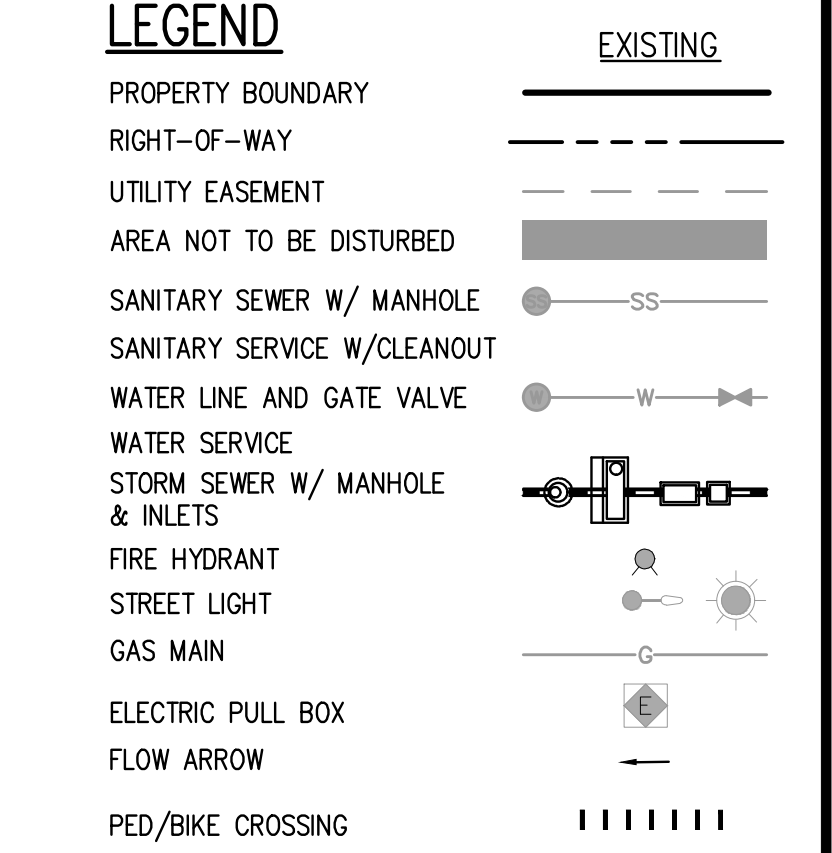 LEGEND
EXISTING
PROPERTY BOUNDARY
RIGHT-OF-WAY
UTILITY EASEMENT
AREA NOT TO BE DISTURBED
SANITARY SEWER W/ MANHOLE SS SS
SANITARY SERVICE W/CLEANOUT
WATER LINE AND GATE VALVE W W
WATER SERVICE
STORM SEWER W/ MANHOLE
& INLETS
FIRE HYDRANT
STREET LIGHT
GAS MAIN G
ELECTRIC PULL BOX E
FLOW ARROW
PED/BIKE CROSSING